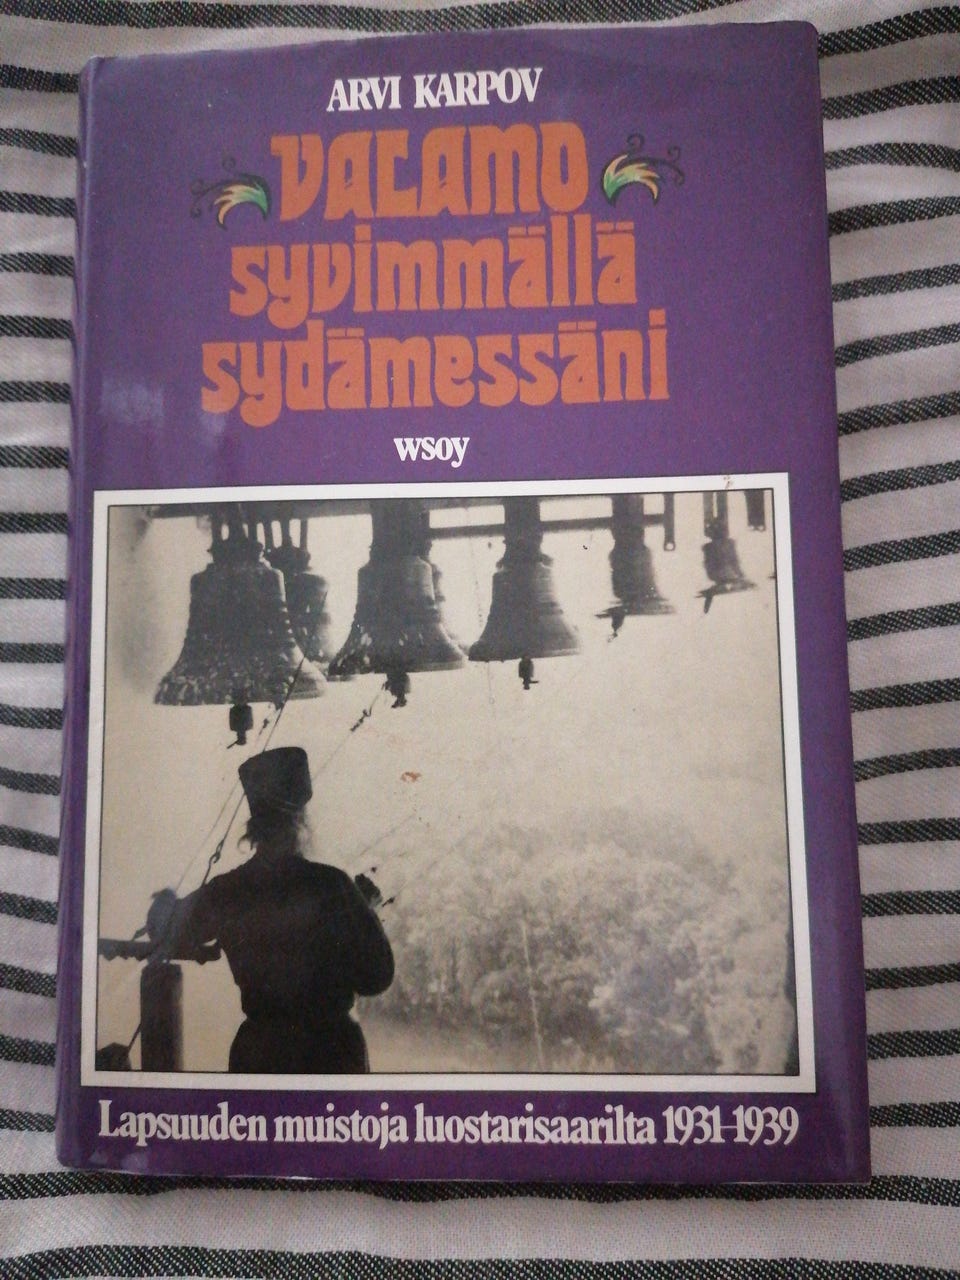 ARVI KARPOV
VALAMO
syvimmällä
sydämessäni
wsoy
Lapsuuden muistoja luostarisaarilta 1931–1939